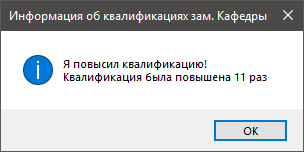 Информация об квалификациях зам. Кафедры
Я повысил квалификацию!
Квалификация была повышена 11 раз
OK